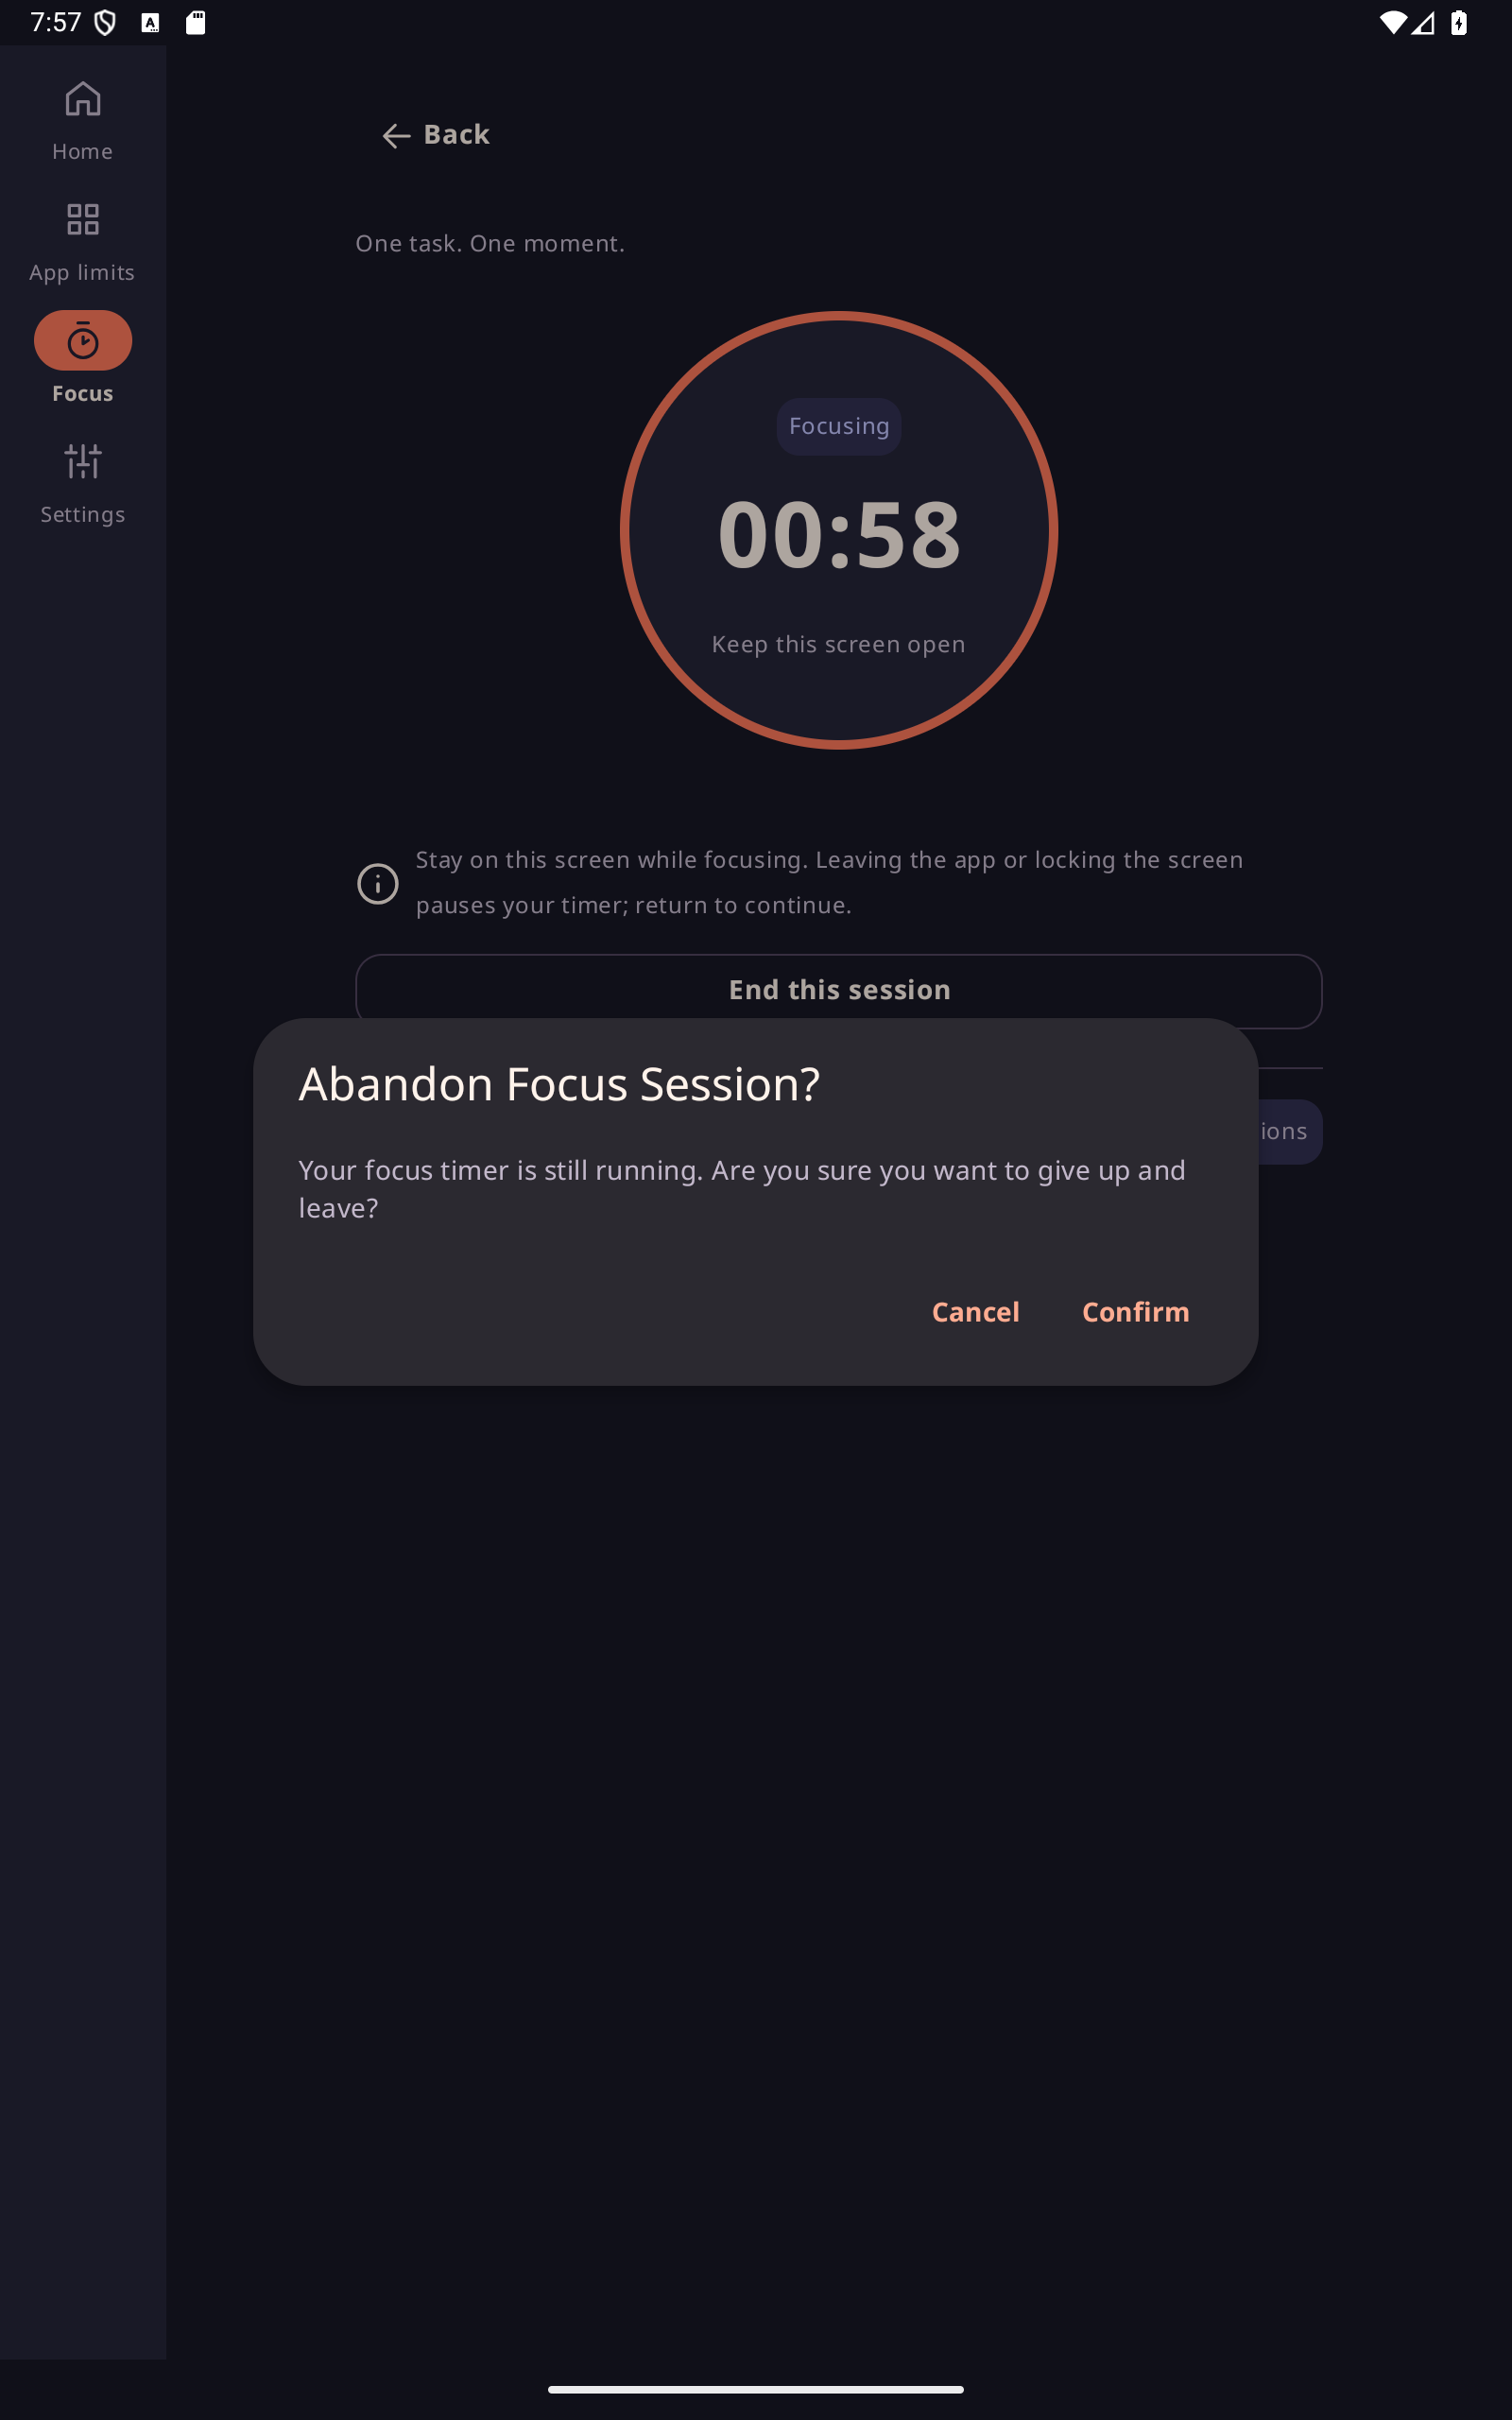 7:57
Home
App limits
Focus
Settings
Back
One task. One moment.
Focusing
00:58
Keep this screen open
Stay on this screen while focusing. Leaving the app or locking the screen
pauses your timer; return to continue.
End this session
Abandon Focus Session?
Your focus timer is still running. Are you sure you want to give up and
leave?
Cancel
Confirm